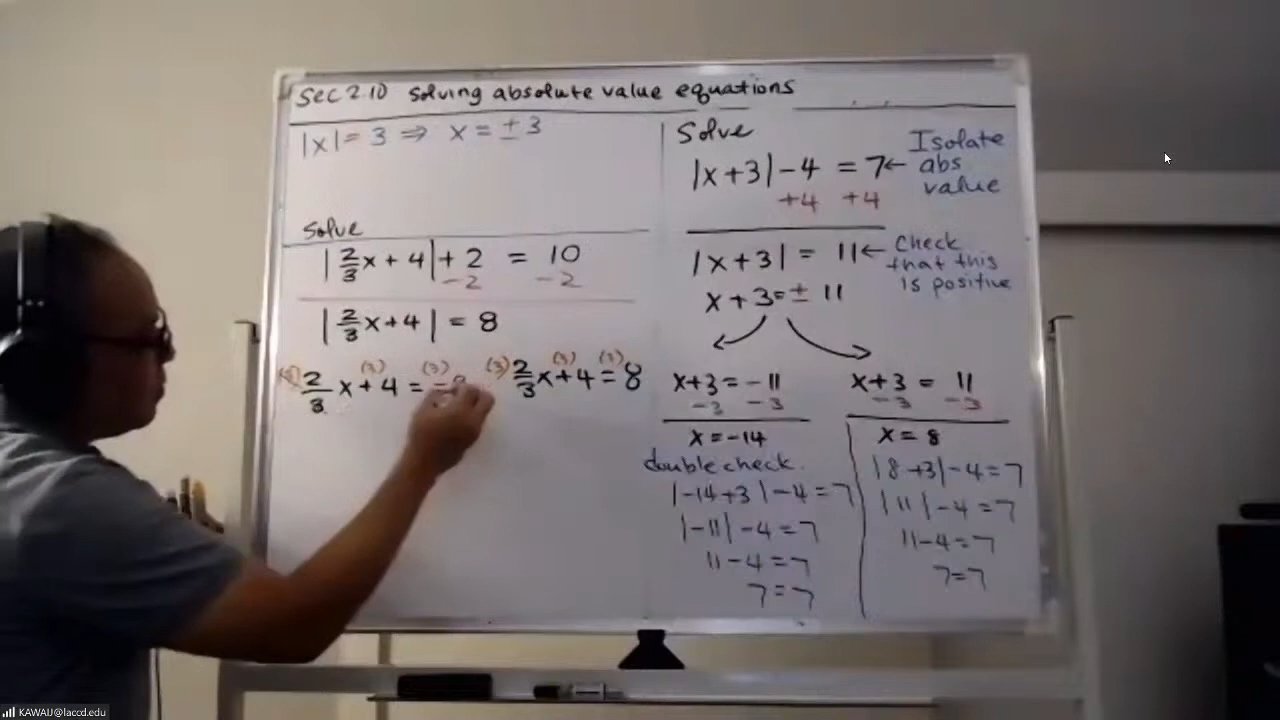 Sec 2.10 Solving absolute value equations
|x| = 3 ⇒ x = ± 3
Solve
|2/3 x + 4| + 2 = 10
-2 -2
|2/3 x + 4| = 8
(3) (3) (3) (3)
2/3 x + 4 = -8 2/3 x + 4 = 8
Solve
|x + 3| - 4 = 7 ← Isolate
abs
value
+4 +4
|x + 3| = 11 ← Check
that this
is positive
x + 3 = ± 11
x + 3 = -11
-3 -3
x = -14
double check.
|-14 + 3| - 4 = 7
|-11| - 4 = 7
11 - 4 = 7
7 = 7
x + 3 = 11
-3 -3
x = 8
|8 + 3| - 4 = 7
|11| - 4 = 7
11 - 4 = 7
7 = 7
KAWAIJ@laccd.edu